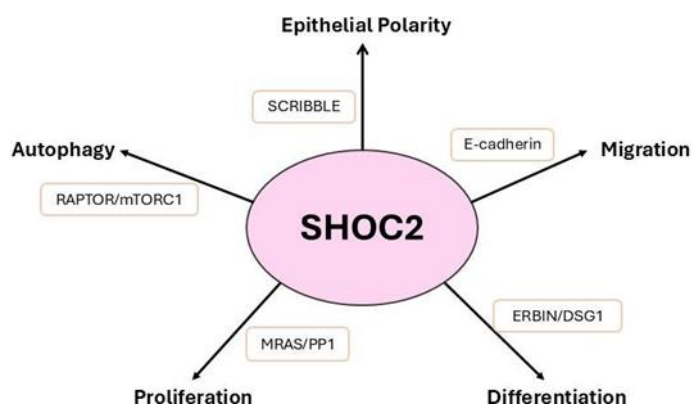 Epithelial Polarity
SCRIBBLE
E-cadherin
Autophagy
Migration
RAPTOR/mTORC1
SHOC2
ERBIN/DSG1
MRAS/PP1
Proliferation
Differentiation